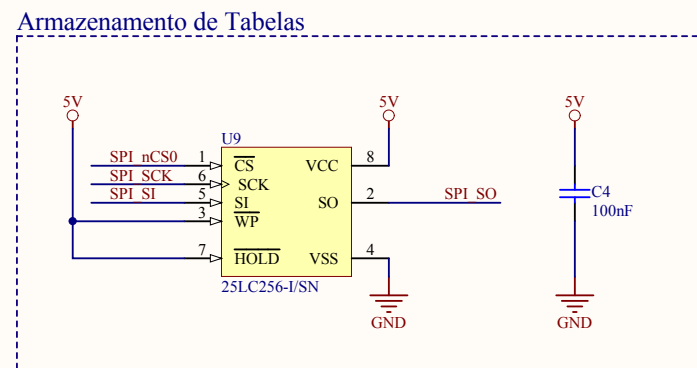 Armazenamento de Tabelas
5V
5V
5V
U9
SPI_nCS0 1 CS VCC 8
SPI_SCK 6 SCK
SPI_SI 5 SI SO 2 SPI_SO
3 WP
7 HOLD VSS 4
25LC256-I/SN
C4
100nF
GND
GND